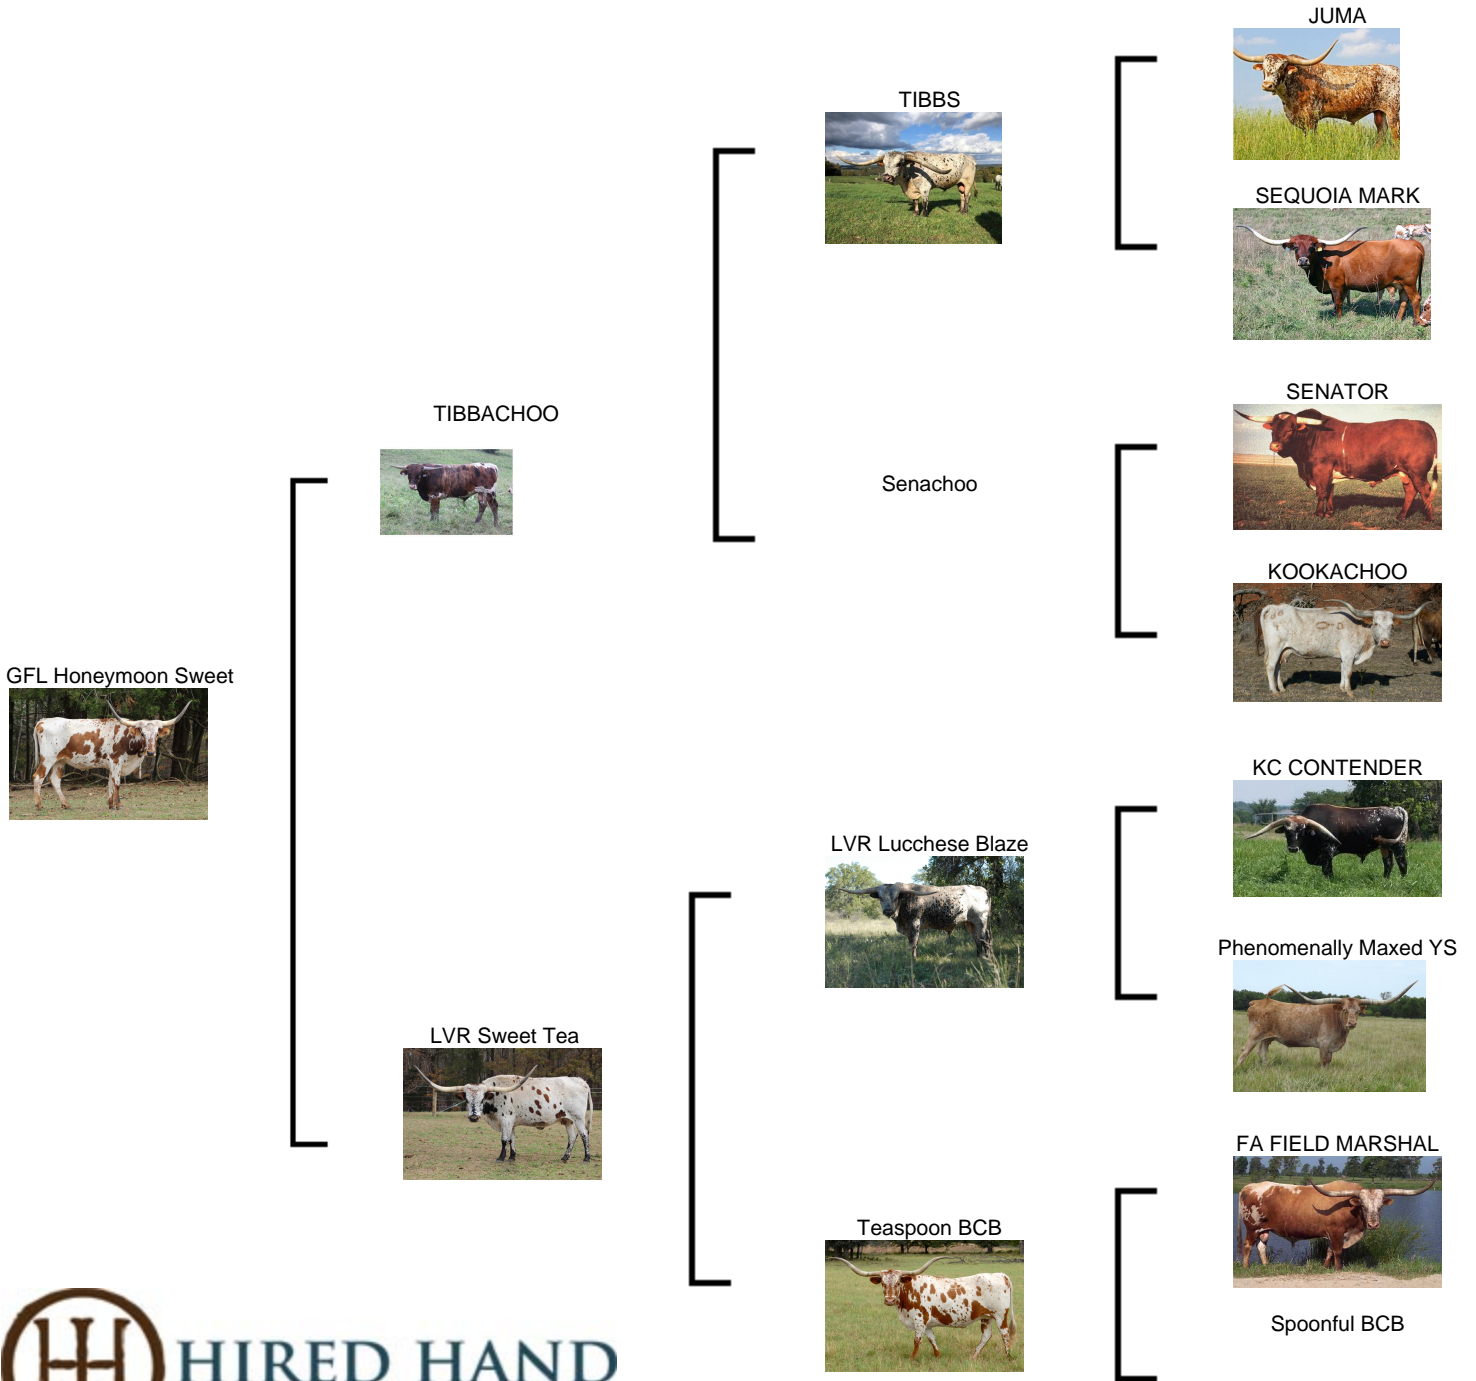 JUMA
TIBBS
SEQUOIA MARK
SENATOR
TIBBACHOO
Senachoo
KOOKACHOO
GFL Honeymoon Sweet
KC CONTENDER
LVR Lucchese Blaze
Phenomenally Maxed YS
LVR Sweet Tea
FA FIELD MARSHAL
Teaspoon BCB
Spoonful BCB
HIRED HAND